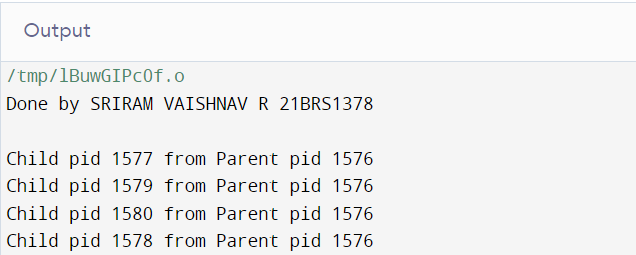 Output
/tmp/lBuwGIPcOf.o
Done by SRIRAM VAISHNAV R 21BRS1378
Child pid 1577 from Parent pid 1576
Child pid 1579 from Parent pid 1576
Child pid 1580 from Parent pid 1576
Child pid 1578 from Parent pid 1576